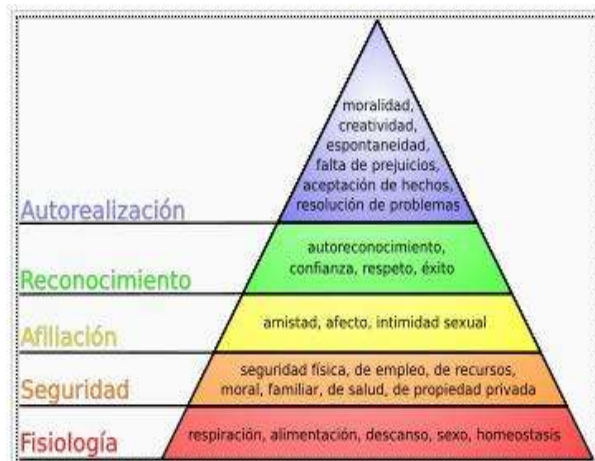 moralidad,
creatividad,
espontaneidad,
falta de prejuicios,
aceptación de hechos,
resolución de problemas
Autorealización
autoreconocimiento,
confianza, respeto, éxito
Reconocimiento
amistad, afecto, intimidad sexual
Afiliación
seguridad física, de empleo, de recursos,
moral, familiar, de salud, de propiedad privada
Seguridad
respiración, alimentación, descanso, sexo, homeostasis
Fisiología